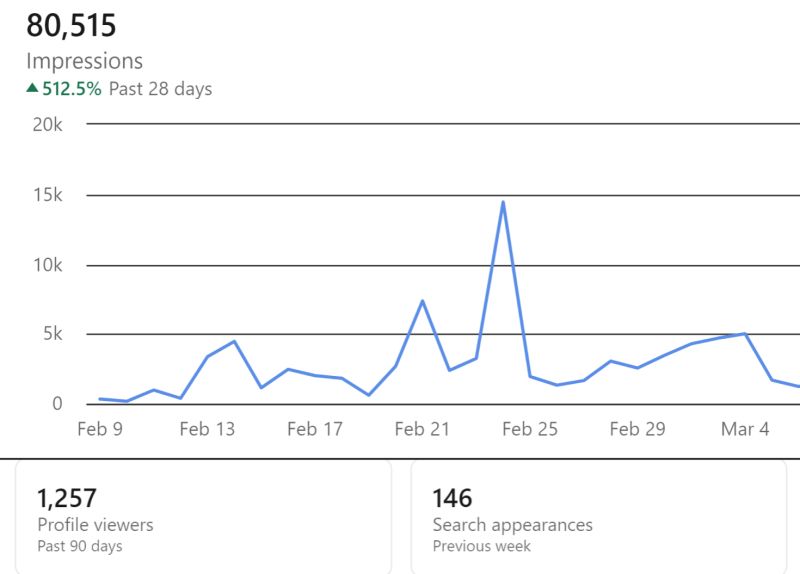 80,515
Impressions
▲512.5% Past 28 days
20k
15k
10k
5k
0
Feb 9 Feb 13 Feb 17 Feb 21 Feb 25 Feb 29 Mar 4
1,257
Profile viewers
Past 90 days
146
Search appearances
Previous week